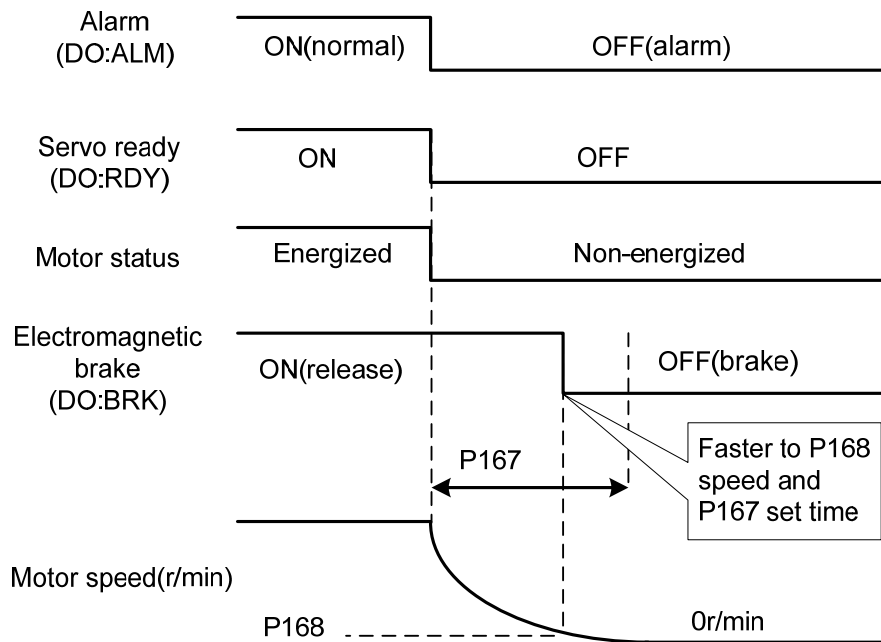 Alarm
(DO:ALM)
ON(normal)
OFF(alarm)
Servo ready
(DO:RDY)
ON
OFF
Motor status
Energized
Non-energized
Electromagnetic
brake
(DO:BRK)
ON(release)
OFF(brake)
P167
Faster to P168
speed and
P167 set time
Motor speed(r/min)
P168
0r/min